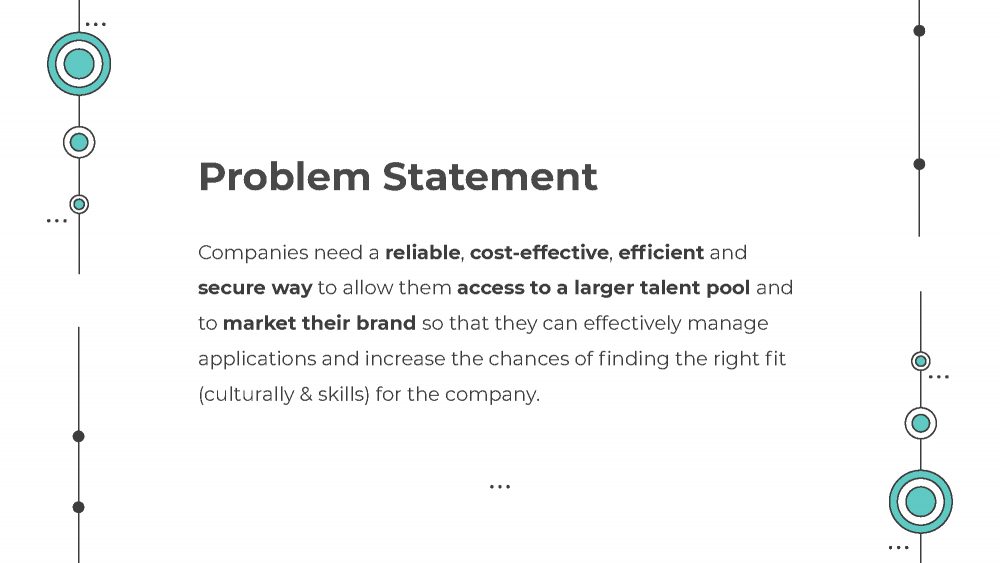 Problem Statement
Companies need a reliable, cost-effective, efficient and
secure way to allow them access to a larger talent pool and
to market their brand so that they can effectively manage
applications and increase the chances of finding the right fit
(culturally & skills) for the company.